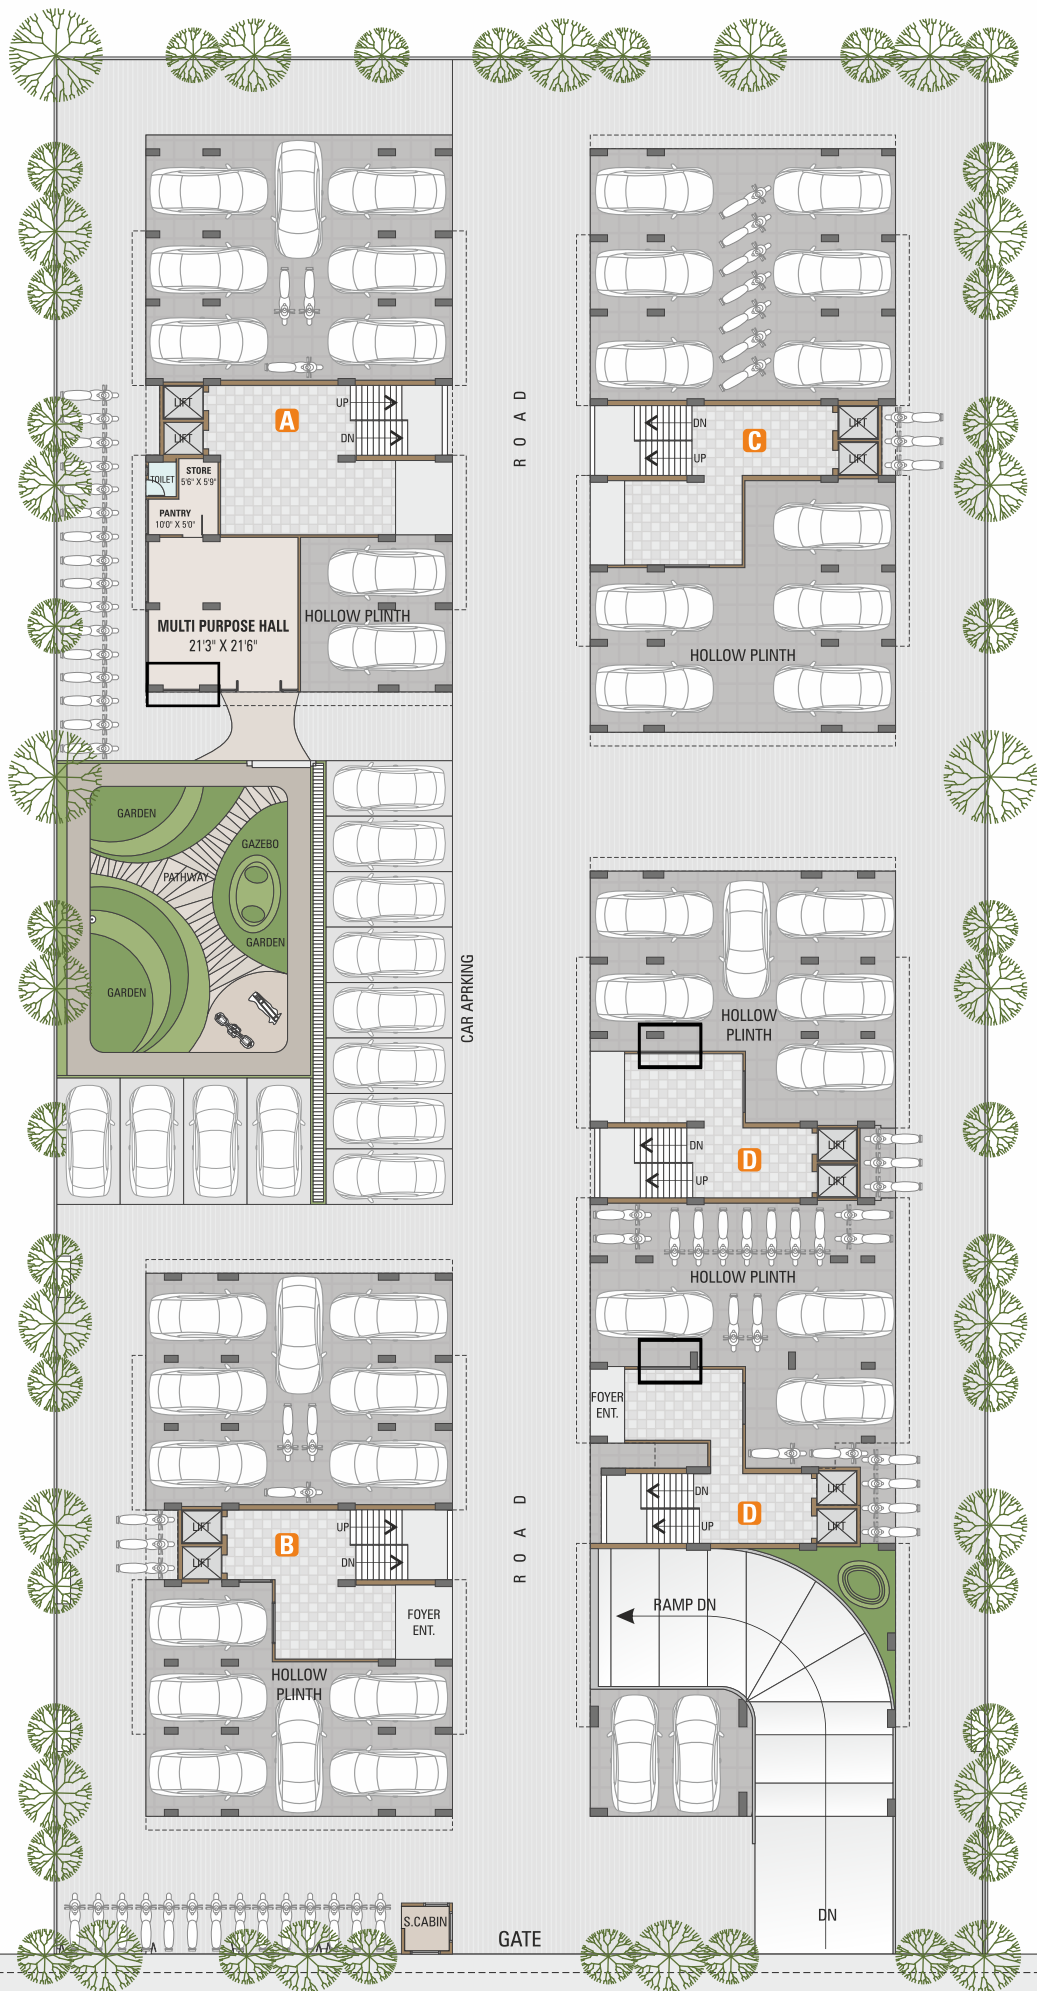 LIFT
LIFT
A
UP
DN
ROAD
DN
UP
C
LIFT
LIFT
TOILET
STORE
5'6" X 5'9"
PANTRY
10'0" X 5'0"
MULTI PURPOSE HALL
21'3" X 21'6"
HOLLOW PLINTH
HOLLOW PLINTH
GARDEN
GAZEBO
PATHWAY
GARDEN
GARDEN
CAR APRKING
HOLLOW
PLINTH
DN
UP
D
LIFT
LIFT
HOLLOW PLINTH
FOYER
ENT.
DN
UP
D
LIFT
LIFT
LIFT
LIFT
B
UP
DN
ROAD
FOYER
ENT.
HOLLOW
PLINTH
RAMP DN
DN
S.CABIN
GATE